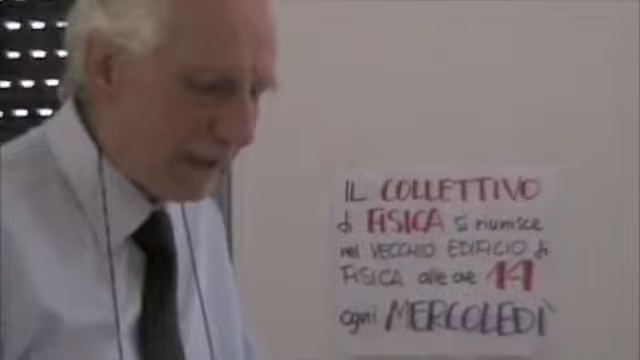 IL COLLETTIVO
di FISICA si riunisce
nel VECCHIO EDIFICIO di
FISICA alle ore 14
ogni MERCOLEDÌ